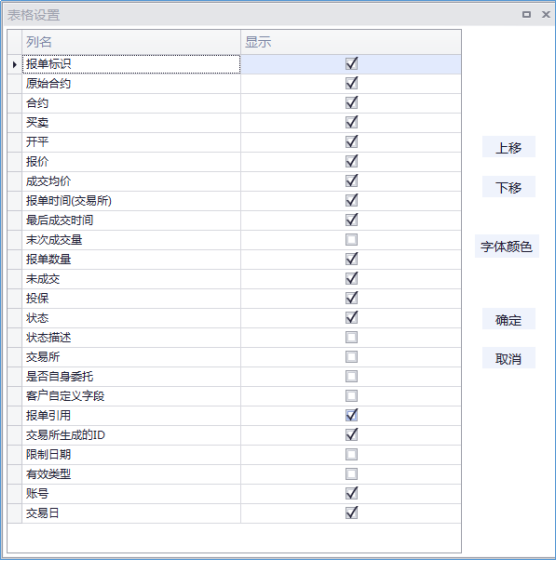 表格设置
列名 显示
报单标识
原始合约
合约
买卖
开平
报价
成交均价
报单时间(交易所)
最后成交时间
末次成交量
报单数量
未成交
投保
状态
状态描述
交易所
是否自身委托
客户自定义字段
报单引用
交易所生成的ID
限制日期
有效类型
账号
交易日
上移
下移
字体颜色
确定
取消